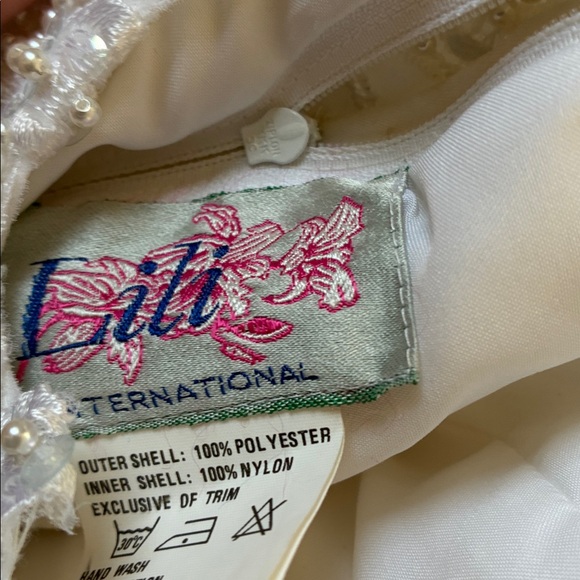 Lili
INTERNATIONAL
OUTER SHELL: 100% POLYESTER
INNER SHELL: 100% NYLON
EXCLUSIVE OF TRIM
30°C
HAND WASH